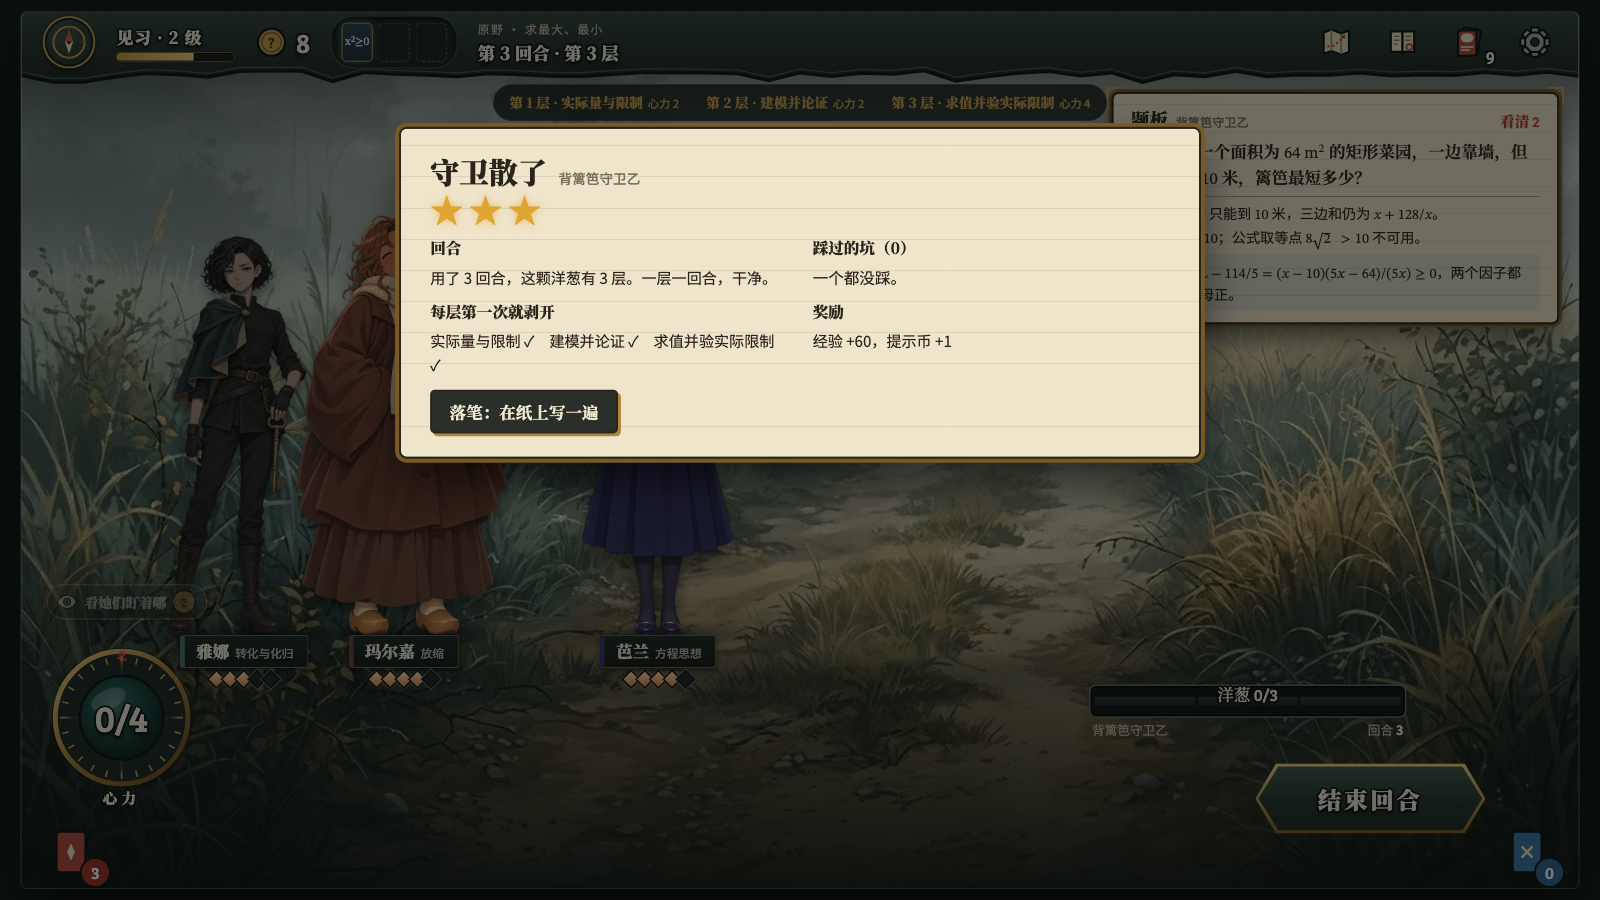 见习·2 级
? 8
x²≥0
原野 · 求最大、最小
第 3 回合 · 第 3 层
9
第 1 层 · 实际量与限制 心力 2
第 2 层 · 建模并论证 心力 2
第 3 层 · 求值并验实际限制 心力 4
题板 背篱笆守卫乙
看清 2
一个面积为 64 m² 的矩形菜园，一边靠墙，但
10 米，篱笆最短多少？
只能到 10 米，三边和仍为 x + 128/x。
10；公式取等点 8√2 > 10 不可用。
− 114/5 = (x − 10)(5x − 64)/(5x) ≥ 0，两个因子都
母正。
守卫散了 背篱笆守卫乙
回合
用了 3 回合，这颗洋葱有 3 层。一层一回合，干净。
踩过的坑（0）
一个都没踩。
每层第一次就剥开
实际量与限制 ✓ 建模并论证 ✓ 求值并验实际限制
✓
奖励
经验 +60，提示币 +1
落笔：在纸上写一遍
看她们盯着哪 2
雅娜 转化与化归
玛尔嘉 放缩
芭兰 方程思想
0/4
心力
3
洋葱 0/3
背篱笆守卫乙
回合 3
结束回合
0